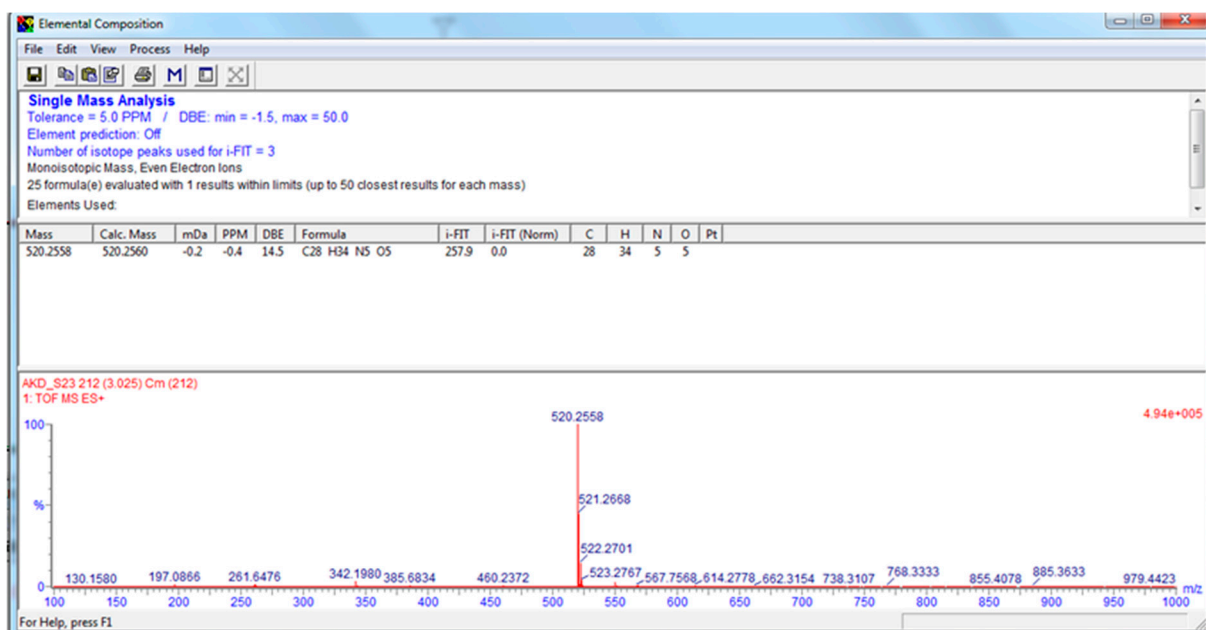 Elemental Composition
File Edit View Process Help
M
Single Mass Analysis
Tolerance = 5.0 PPM / DBE: min = -1.5, max = 50.0
Element prediction: Off
Number of isotope peaks used for i-FIT = 3
Monoisotopic Mass, Even Electron Ions
25 formula(e) evaluated with 1 results within limits (up to 50 closest results for each mass)
Elements Used:
Mass Calc. Mass mDa PPM DBE Formula i-FIT i-FIT (Norm) C H N O Pt
520.2558 520.2560 -0.2 -0.4 14.5 C28 H34 N5 O5 257.9 0.0 28 34 5 5
AKD_S23 212 (3.025) Cm (212)
1: TOF MS ES+
4.94e+005
100
520.2558
%
521.2668
522.2701
130.1580 197.0866 261.6476 342.1980 385.6834 460.2372 523.2767 567.7568 614.2778 662.3154 738.3107 768.3333 855.4078 885.3633 979.4423
0
m/z
100 150 200 250 300 350 400 450 500 550 600 650 700 750 800 850 900 950 1000
For Help, press F1